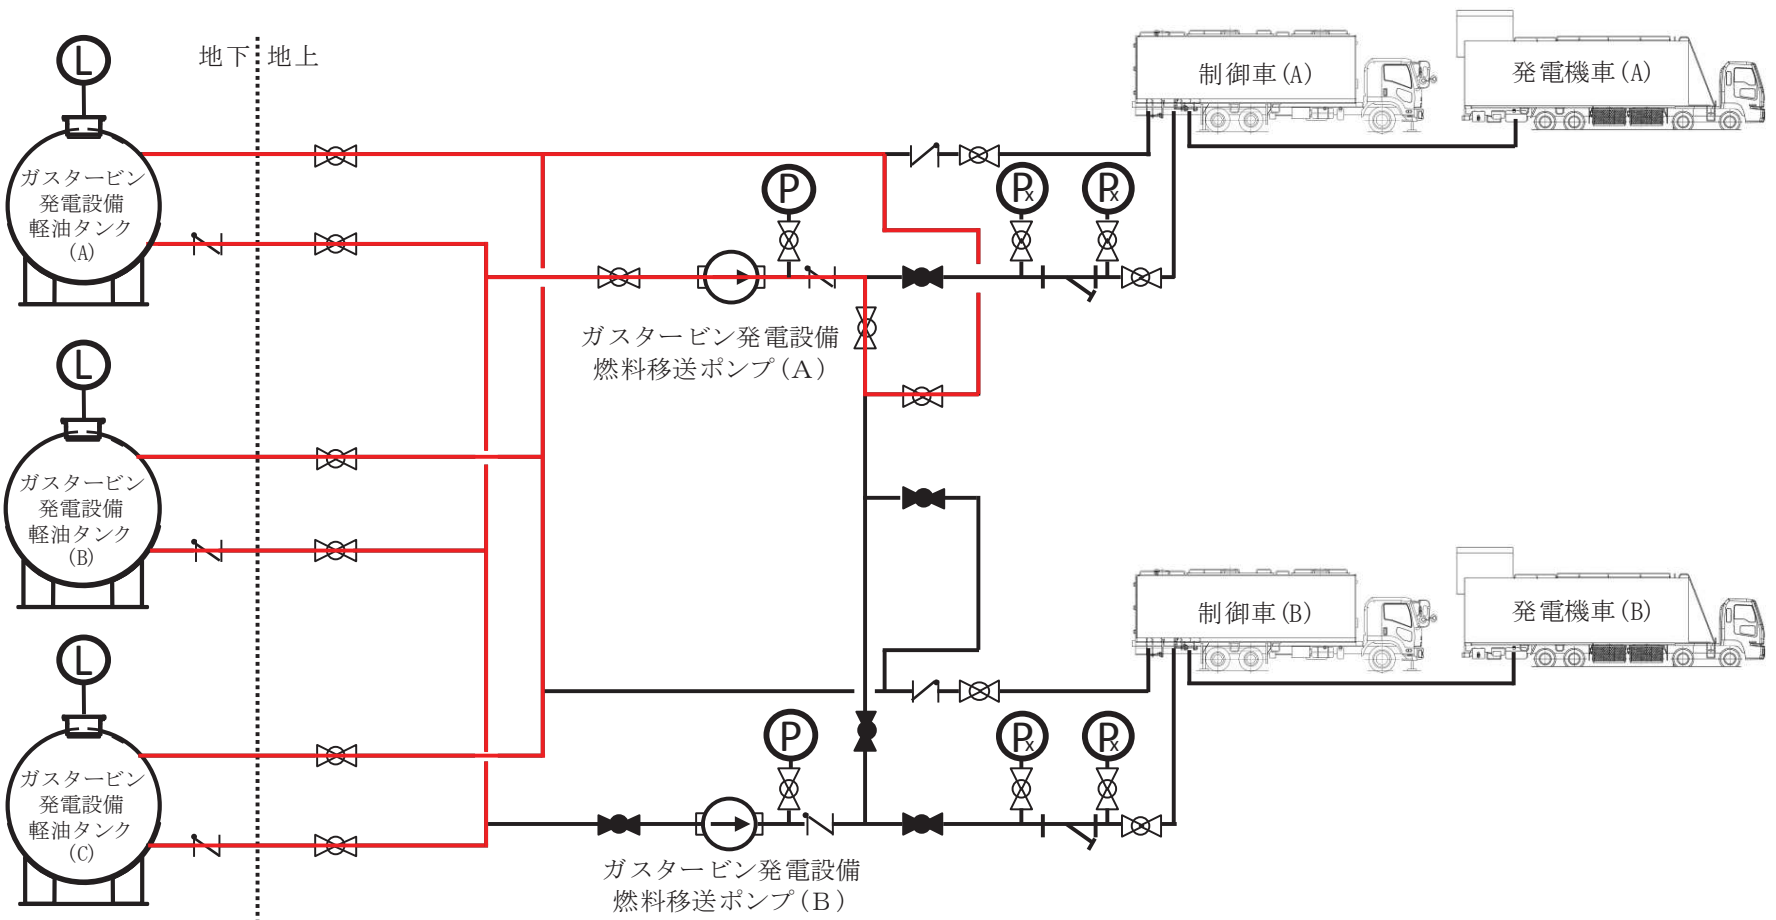 L
地下 地上
ガスタービン
発電設備
軽油タンク
(A)
制御車(A)
発電機車(A)
P
Px
Px
ガスタービン発電設備
燃料移送ポンプ(A)
L
ガスタービン
発電設備
軽油タンク
(B)
制御車(B)
発電機車(B)
L
ガスタービン
発電設備
軽油タンク
(C)
P
Px
Px
ガスタービン発電設備
燃料移送ポンプ(B)